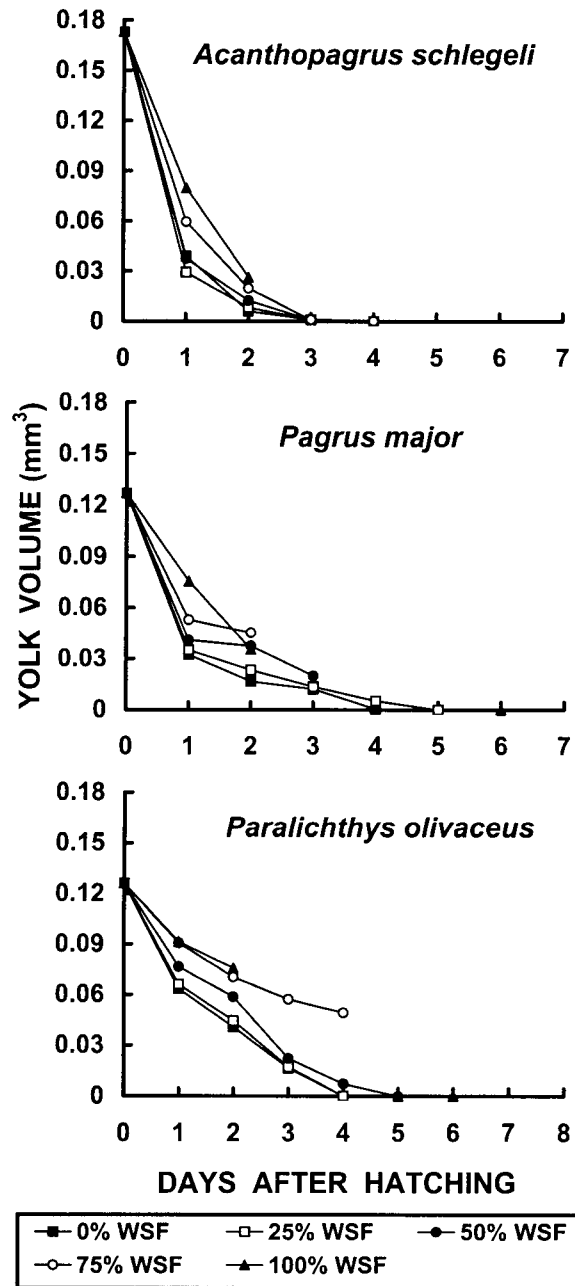 0.18
Acanthopagrus schlegeli
0.15
0.12
0.09
0.06
0.03
0
0 1 2 3 4 5 6 7
0.18
Pagrus major
0.15
0.12
0.09
0.06
0.03
0
0 1 2 3 4 5 6 7
YOLK VOLUME (mm³)
0.18
Paralichthys olivaceus
0.15
0.12
0.09
0.06
0.03
0
0 1 2 3 4 5 6 7 8
DAYS AFTER HATCHING
0% WSF 25% WSF 50% WSF
75% WSF 100% WSF